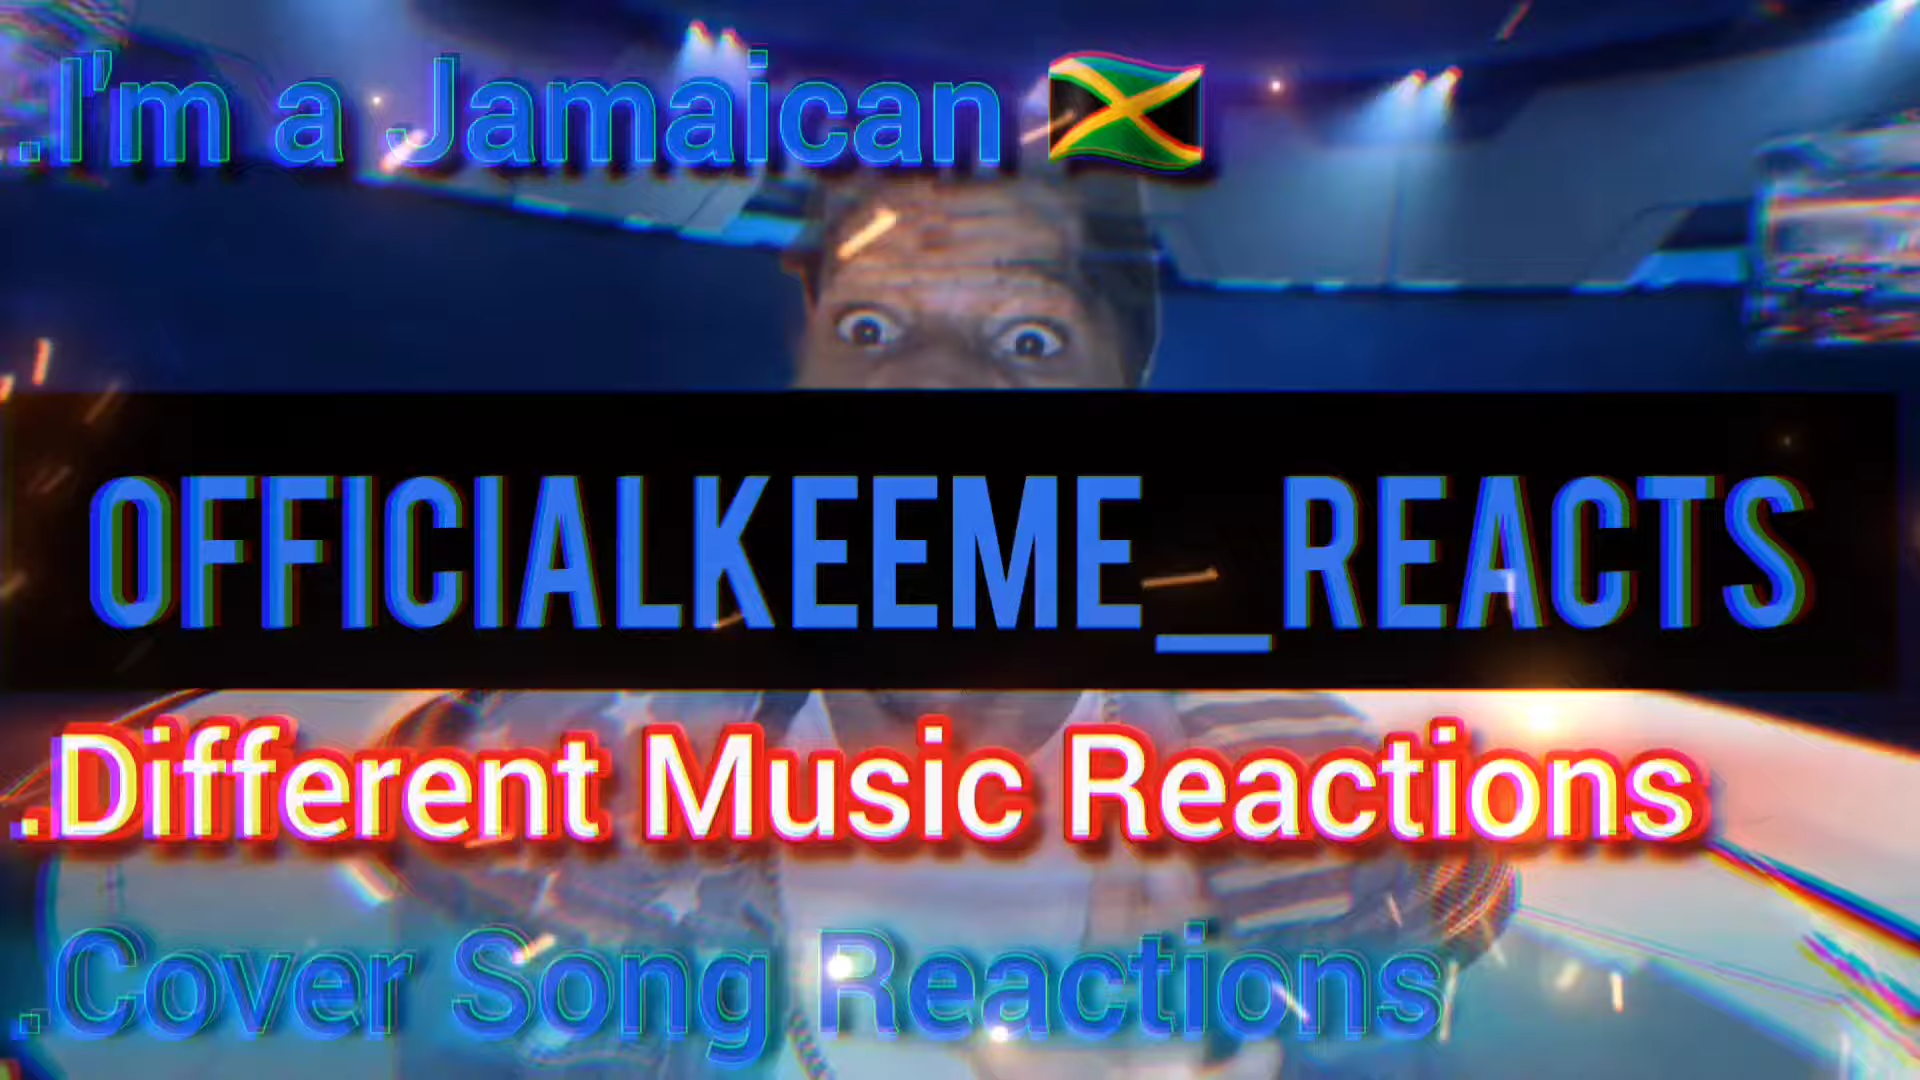 .I'm a Jamaican 🇯🇲
OFFICIALKEEME_REACTS
.Different Music Reactions
.Cover Song Reactions